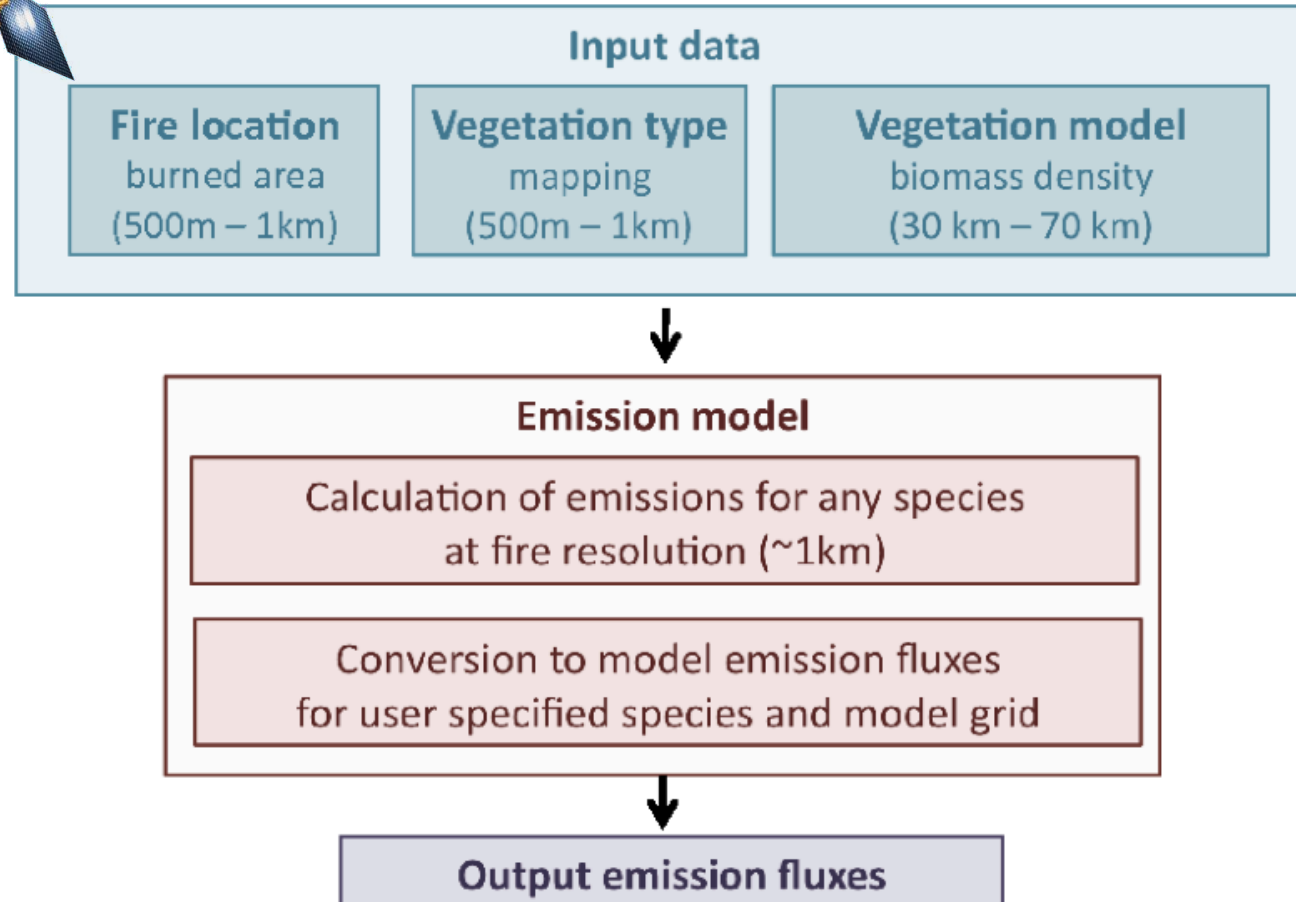 Input data
Fire location
burned area
(500m – 1km)
Vegetation type
mapping
(500m – 1km)
Vegetation model
biomass density
(30 km – 70 km)
Emission model
Calculation of emissions for any species
at fire resolution (~1km)
Conversion to model emission fluxes
for user specified species and model grid
Output emission fluxes